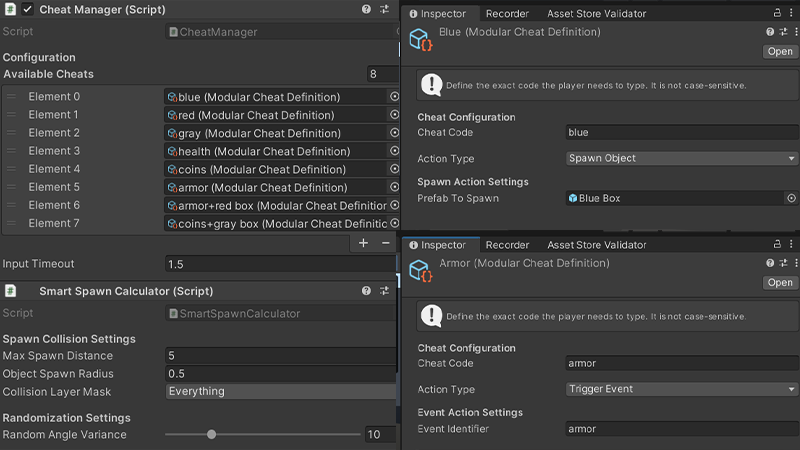 Cheat Manager (Script)
Script
CheatManager
Configuration
Available Cheats
8
Element 0
blue (Modular Cheat Definition)
Element 1
red (Modular Cheat Definition)
Element 2
gray (Modular Cheat Definition)
Element 3
health (Modular Cheat Definition)
Element 4
coins (Modular Cheat Definition)
Element 5
armor (Modular Cheat Definition)
Element 6
armor+red box (Modular Cheat Definition
Element 7
coins+gray box (Modular Cheat Definitic
Input Timeout
1.5
Smart Spawn Calculator (Script)
Script
SmartSpawnCalculator
Spawn Collision Settings
Max Spawn Distance
5
Object Spawn Radius
0.5
Collision Layer Mask
Everything
Randomization Settings
Random Angle Variance
10
Inspector
Recorder
Asset Store Validator
Blue (Modular Cheat Definition)
Open
Define the exact code the player needs to type. It is not case-sensitive.
Cheat Configuration
Cheat Code
blue
Action Type
Spawn Object
Spawn Action Settings
Prefab To Spawn
Blue Box
Inspector
Recorder
Asset Store Validator
Armor (Modular Cheat Definition)
Open
Define the exact code the player needs to type. It is not case-sensitive.
Cheat Configuration
Cheat Code
armor
Action Type
Trigger Event
Event Action Settings
Event Identifier
armor